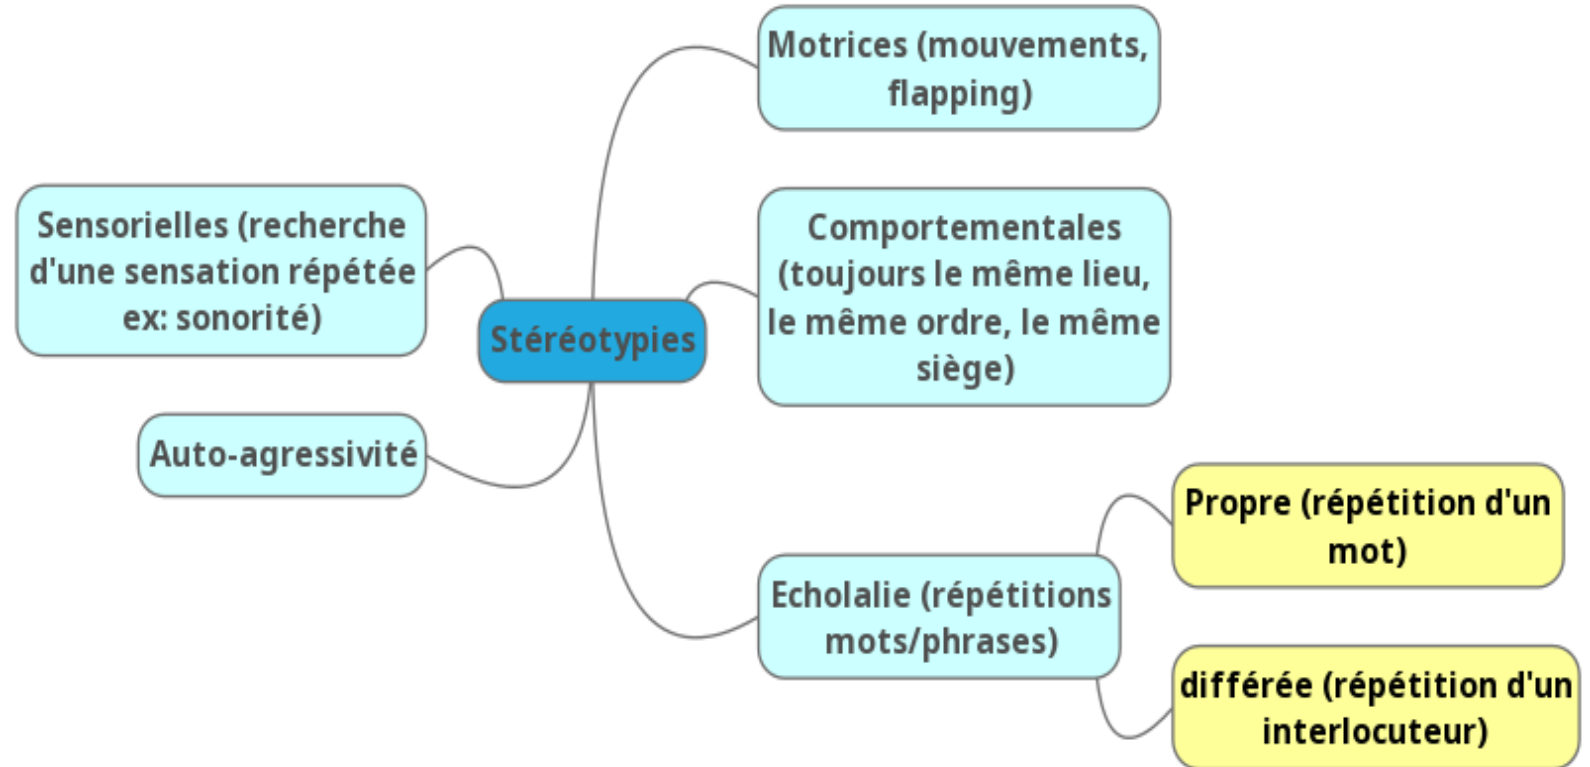 Motrices (mouvements,
flapping)
Sensorielles (recherche
d'une sensation répétée
ex: sonorité)
Comportementales
(toujours le même lieu,
le même ordre, le même
siège)
Stéréotypies
Auto-agressivité
Propre (répétition d'un
mot)
Echolalie (répétitions
mots/phrases)
différée (répétition d'un
interlocuteur)